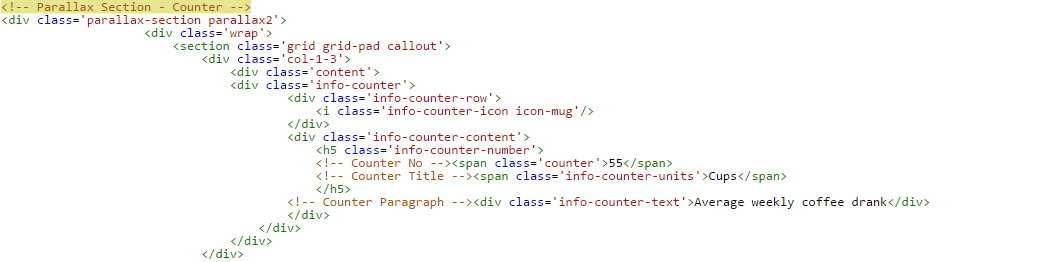 <!-- Parallax Section - Counter -->
<div class='parallax-section parallax2'>
<div class='wrap'>
<section class='grid grid-pad callout'>
<div class='col-1-3'>
<div class='content'>
<div class='info-counter'>
<div class='info-counter-row'>
<i class='info-counter-icon icon-mug'/>
</div>
<div class='info-counter-content'>
<h5 class='info-counter-number'>
<!-- Counter No --><span class='counter'>55</span>
<!-- Counter Title --><span class='info-counter-units'>Cups</span>
</h5>
<!-- Counter Paragraph --><div class='info-counter-text'>Average weekly coffee drank</div>
</div>
</div>
</div>
</div>